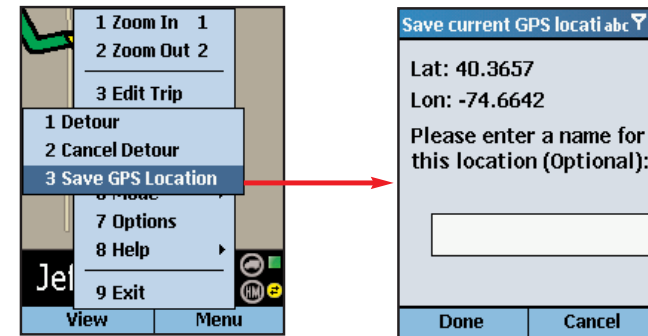 1 Zoom In 1
2 Zoom Out 2
3 Edit Trip
1 Detour
2 Cancel Detour
3 Save GPS Location
7 Options
8 Help
9 Exit
HM
View Menu
Save current GPS locati abc
Lat: 40.3657
Lon: -74.6642
Please enter a name for
this location (Optional):
Done Cancel